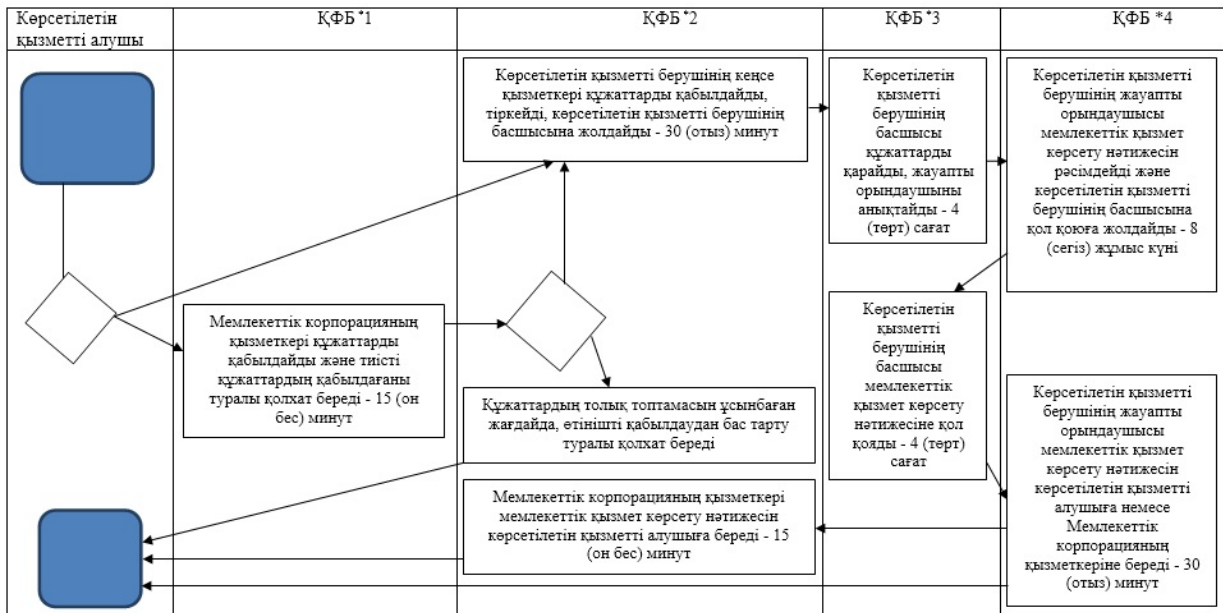 Көрсетілетін
қызметті алушы
ҚФБ *1
ҚФБ *2
ҚФБ *3
ҚФБ *4
Көрсетілетін қызметті берушінің кеңсе
қызметкері құжаттарды қабылдайды,
тіркейді, көрсетілетін қызметті берушінің
басшысына жолдайды - 30 (отыз) минут
Көрсетілетін
қызметті
берушінің
басшысы
құжаттарды
қарайды, жауапты
орындаушыны
анықтайды - 4
(төрт) сағат
Көрсетілетін қызметті
берушінің жауапты
орындаушысы
мемлекеттік қызмет
көрсету нәтижесін
рәсімдейді және
көрсетілетін қызметті
берушінің басшысына
қол қоюға жолдайды - 8
(сегіз) жұмыс күні
Мемлекеттік корпорацияның
қызметкері құжаттарды
қабылдайды және тиісті
құжаттардың қабылдағаны
туралы қолхат береді - 15 (он
бес) минут
Көрсетілетін
қызметті
берушінің
басшысы
мемлекеттік
қызмет көрсету
нәтижесіне қол
қояды - 4 (төрт)
сағат
Құжаттардың толық топтамасын ұсынбаған
жағдайда, өтінішті қабылдаудан бас тарту
туралы қолхат береді
Көрсетілетін қызметті
берушінің жауапты
орындаушысы
мемлекеттік қызмет
көрсету нәтижесін
көрсетілетін қызметті
алушыға немесе
Мемлекеттік
корпорацияның
қызметкеріне береді - 30
(отыз) минут
Мемлекеттік корпорацияның қызметкері
мемлекеттік қызмет көрсету нәтижесін
көрсетілетін қызметті алушыға береді - 15
(он бес) минут